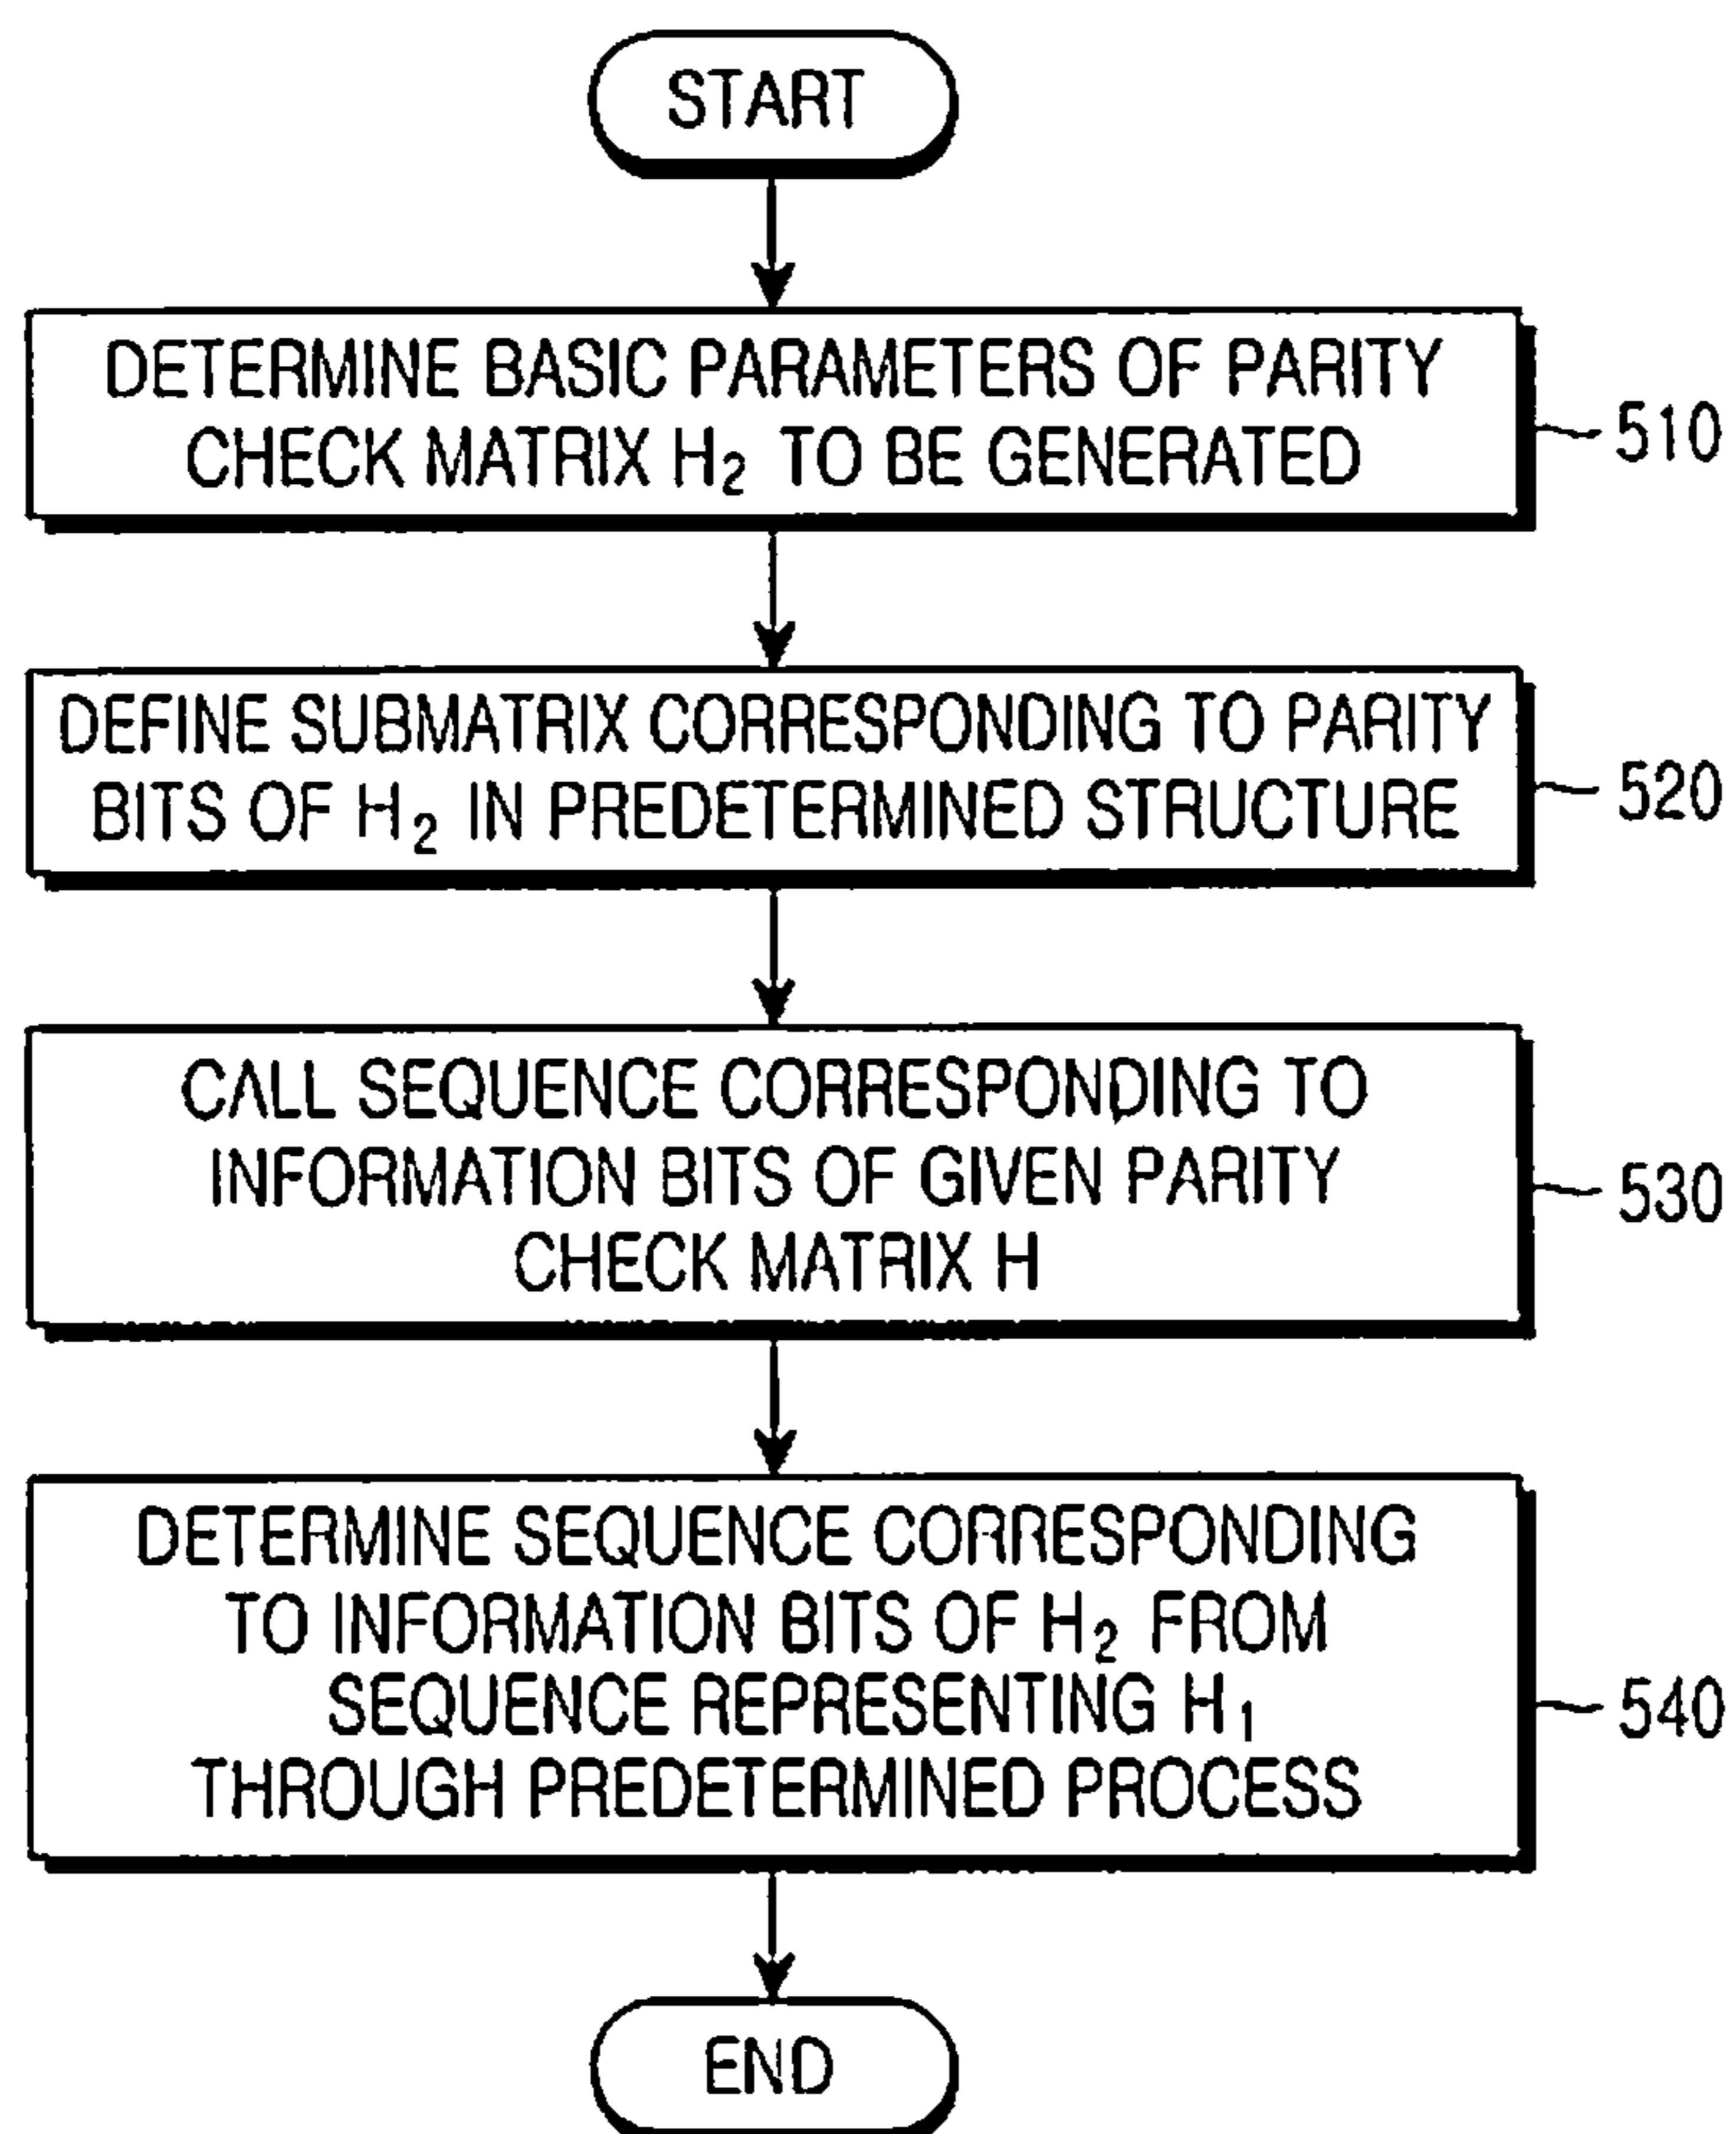 START
DETERMINE BASIC PARAMETERS OF PARITY
CHECK MATRIX H₂ TO BE GENERATED
510
DEFINE SUBMATRIX CORRESPONDING TO PARITY
BITS OF H₂ IN PREDETERMINED STRUCTURE
520
CALL SEQUENCE CORRESPONDING TO
INFORMATION BITS OF GIVEN PARITY
CHECK MATRIX H
530
DETERMINE SEQUENCE CORRESPONDING
TO INFORMATION BITS OF H₂ FROM
SEQUENCE REPRESENTING H₁
THROUGH PREDETERMINED PROCESS
540
END